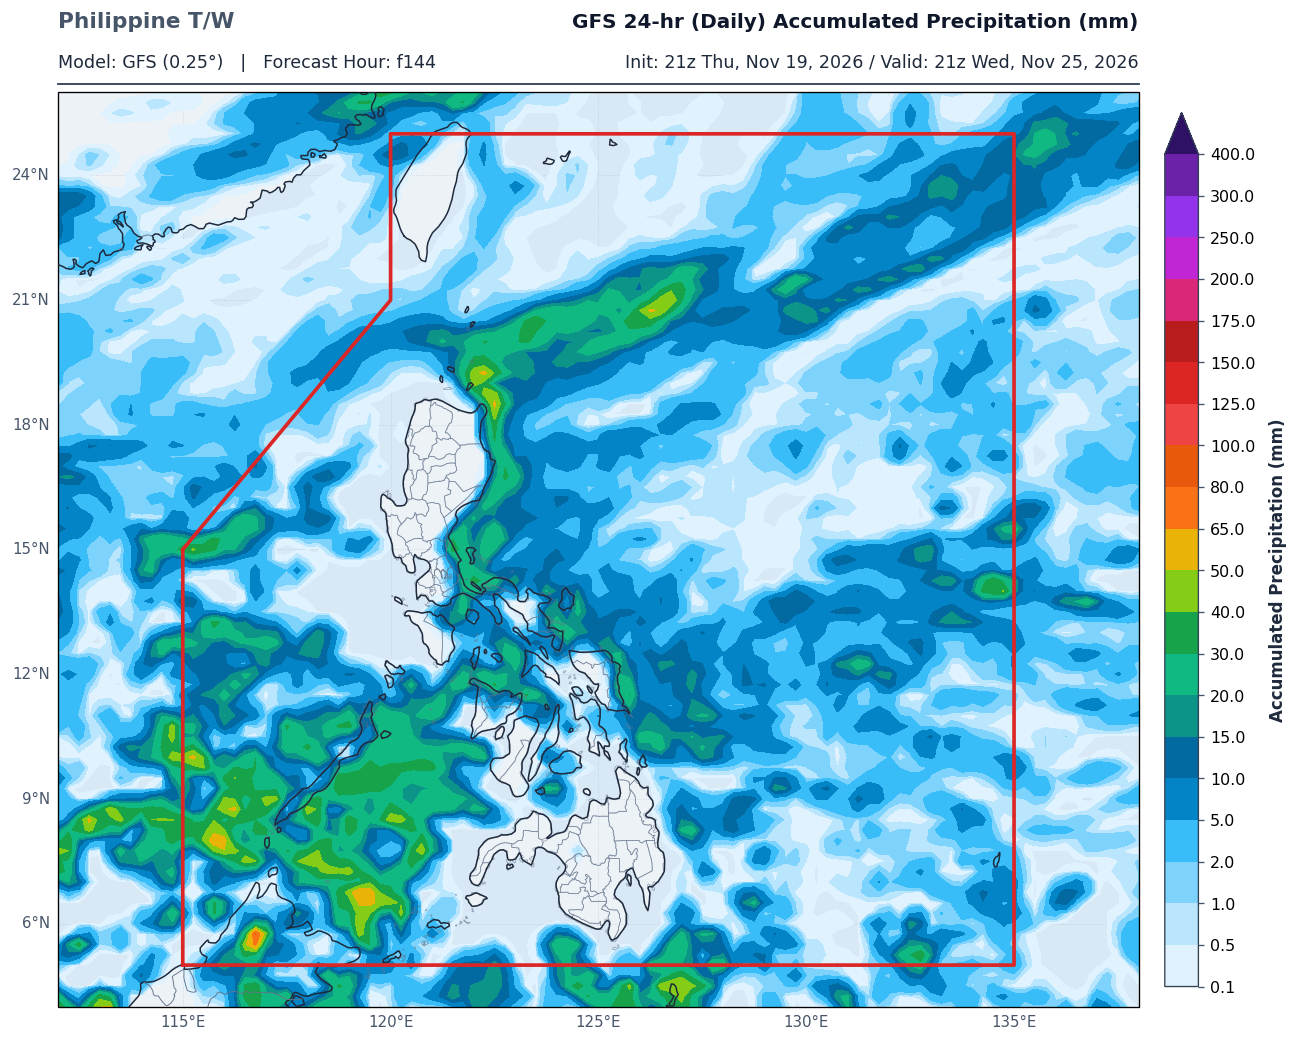 Philippine T/W
GFS 24-hr (Daily) Accumulated Precipitation (mm)
Model: GFS (0.25°)   |   Forecast Hour: f144
Init: 21z Thu, Nov 19, 2026 / Valid: 21z Wed, Nov 25, 2026
24°N
21°N
18°N
15°N
12°N
9°N
6°N
115°E
120°E
125°E
130°E
135°E
400.0
300.0
250.0
200.0
175.0
150.0
125.0
100.0
80.0
65.0
50.0
40.0
30.0
20.0
15.0
10.0
5.0
2.0
1.0
0.5
0.1
Accumulated Precipitation (mm)